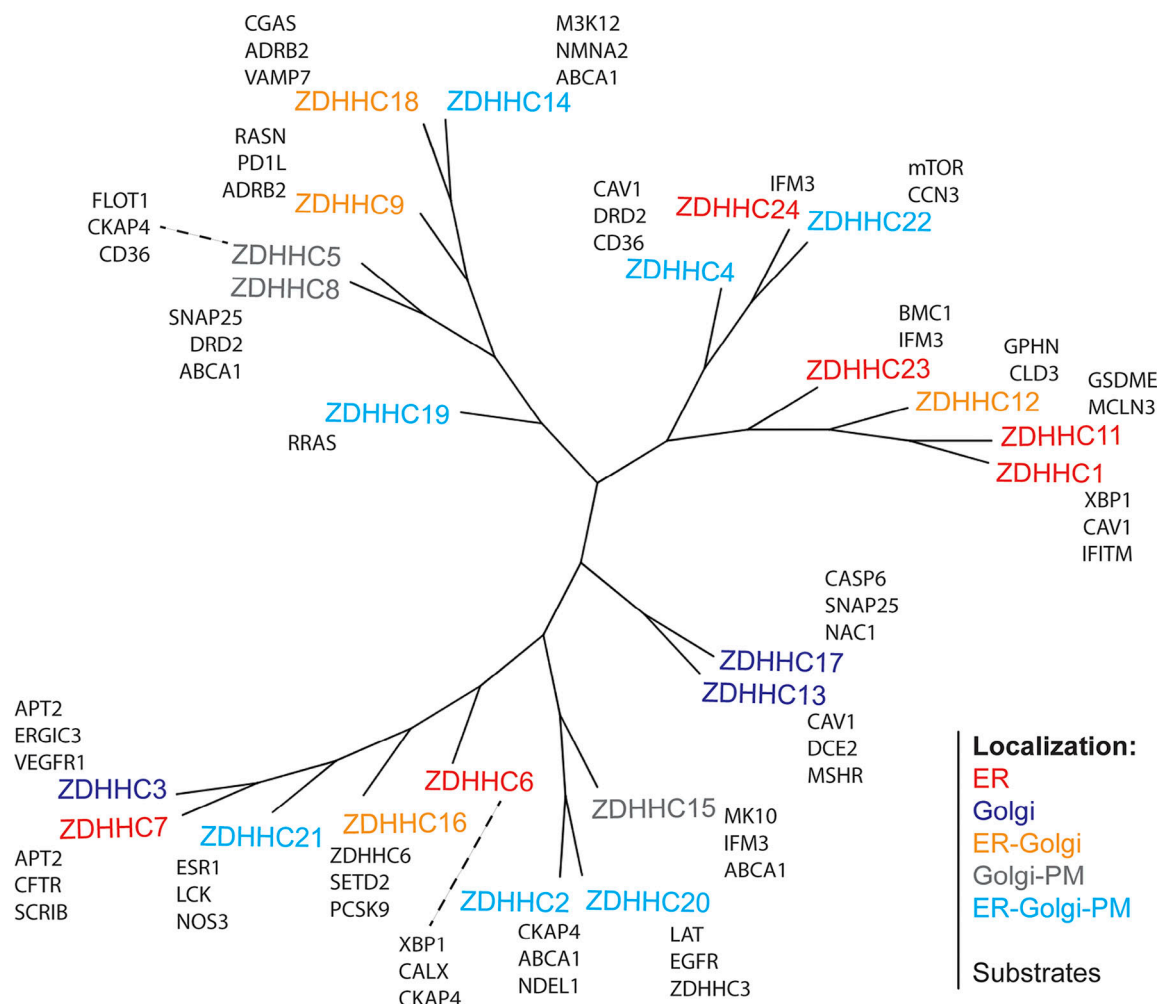 CGAS
ADRB2
VAMP7
ZDHHC18
M3K12
NMNA2
ABCA1
ZDHHC14
RASN
PD1L
ADRB2
ZDHHC9
FLOT1
CKAP4
CD36
ZDHHC5
ZDHHC8
SNAP25
DRD2
ABCA1
ZDHHC19
RRAS
CAV1
DRD2
CD36
ZDHHC4
IFM3
ZDHHC24
mTOR
CCN3
ZDHHC22
BMC1
IFM3
ZDHHC23
GPHN
CLD3
ZDHHC12
GSDME
MCLN3
ZDHHC11
ZDHHC1
XBP1
CAV1
IFITM
CASP6
SNAP25
NAC1
ZDHHC17
ZDHHC13
CAV1
DCE2
MSHR
APT2
ERGIC3
VEGFR1
ZDHHC3
ZDHHC7
APT2
CFTR
SCRIB
ZDHHC21
ESR1
LCK
NOS3
ZDHHC16
ZDHHC6
SETD2
PCSK9
ZDHHC6
XBP1
CALX
CKAP4
ZDHHC15
MK10
IFM3
ABCA1
ZDHHC2
CKAP4
ABCA1
NDEL1
ZDHHC20
LAT
EGFR
ZDHHC3
Localization:
ER
Golgi
ER-Golgi
Golgi-PM
ER-Golgi-PM
Substrates